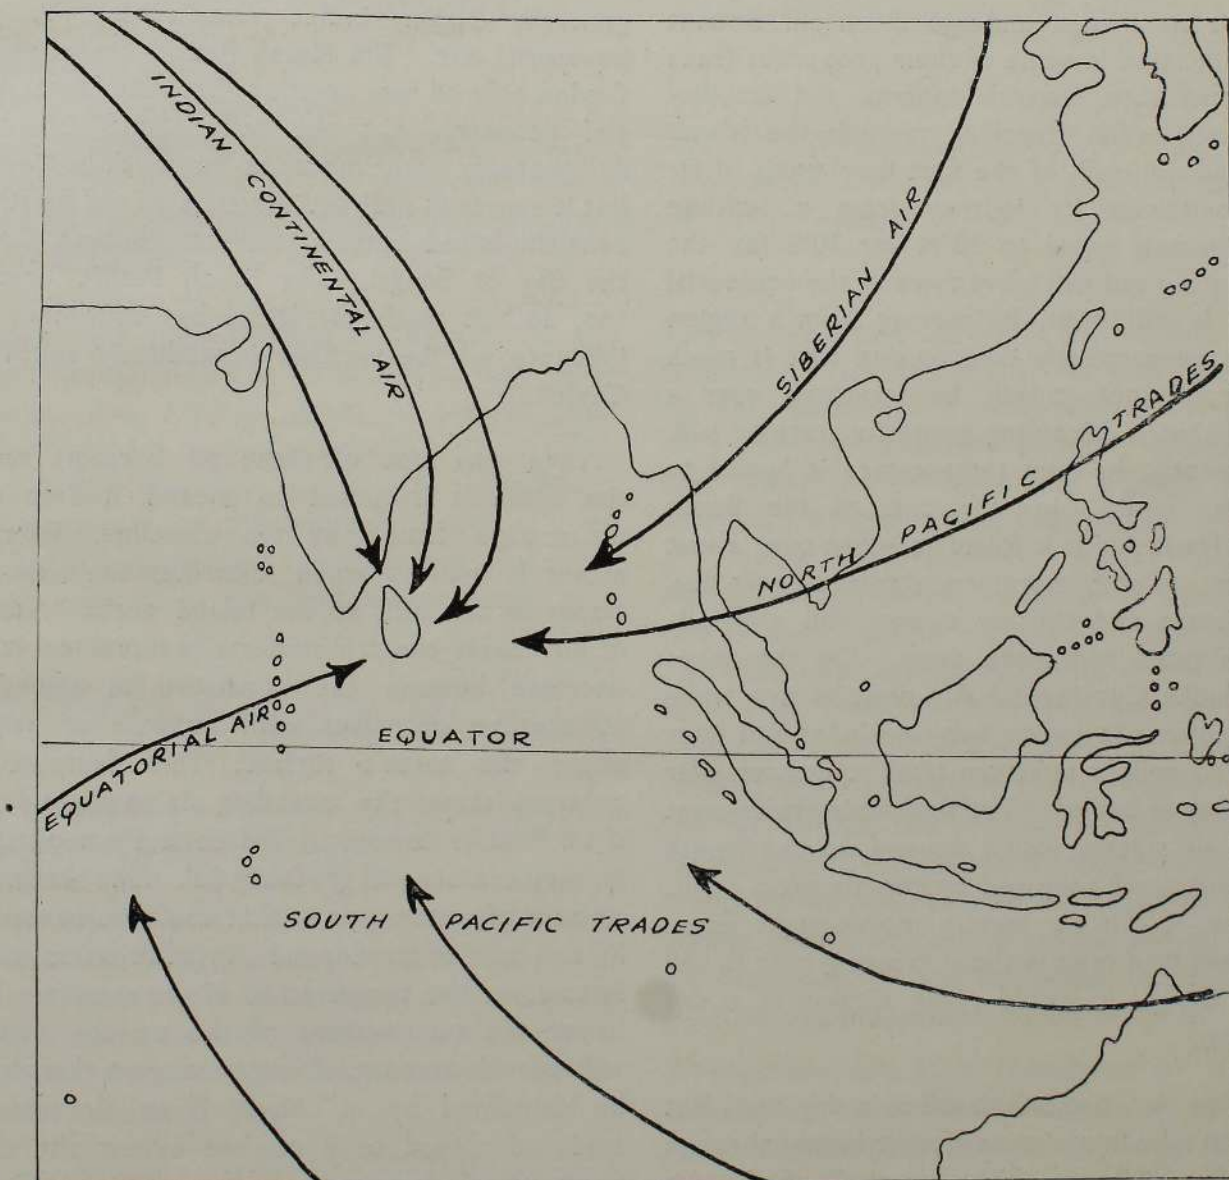 INDIAN CONTINENTAL AIR
SIBERIAN AIR
NORTH PACIFIC TRADES
EQUATORIAL AIR
EQUATOR
SOUTH PACIFIC TRADES